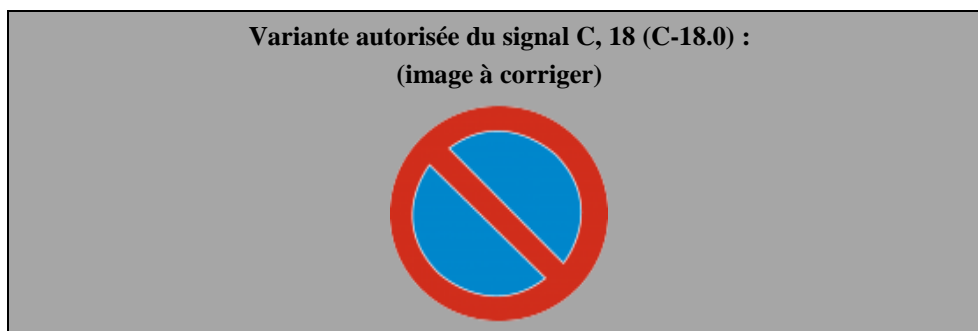 Variante autorisée du signal C, 18 (C-18.0) :
(image à corriger)